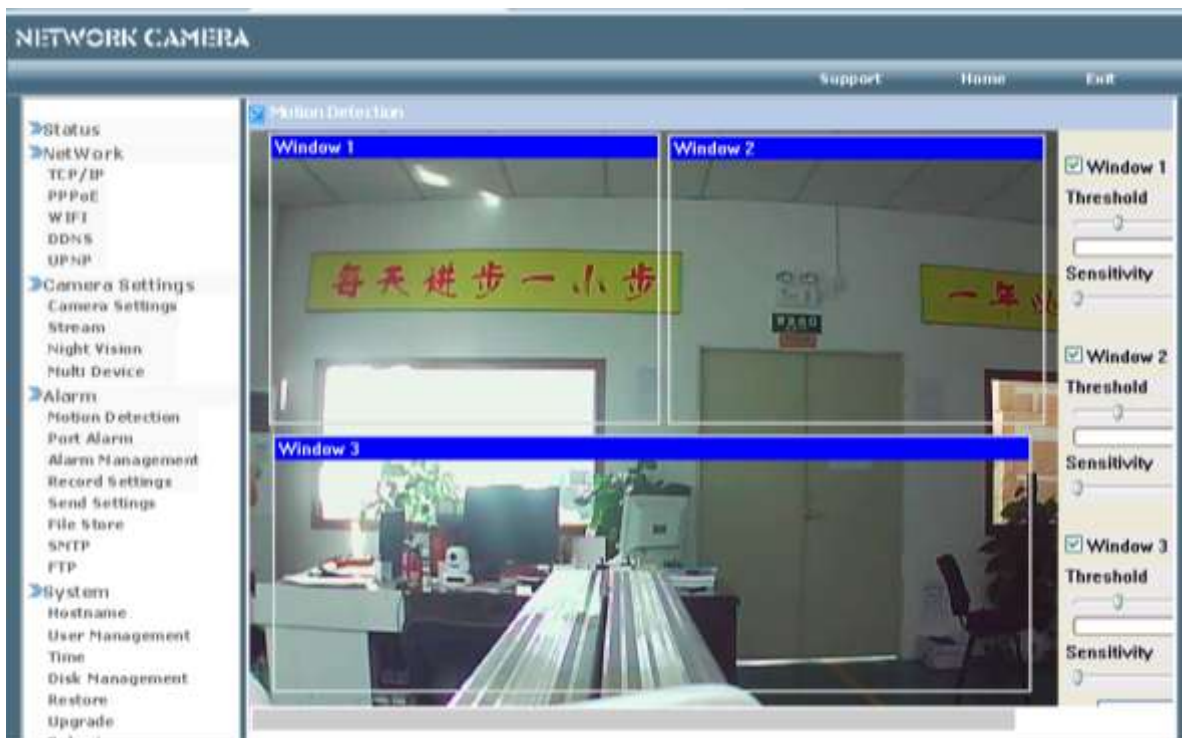 NETWORK CAMERA
Support Home Exit
Motion Detection
Status
NetWork
TCP/IP
PPPoE
WIFI
DDNS
UPNP
Camera Settings
Camera Settings
Stream
Night Vision
Multi Device
Alarm
Motion Detection
Port Alarm
Alarm Management
Record Settings
Send Settings
File Store
SMTP
FTP
System
Hostname
User Management
Time
Disk Management
Restore
Upgrade
Window 1
Window 2
每天进步一小步
一年
Window 3
Window 1
Threshold
Sensitivity
Window 2
Threshold
Sensitivity
Window 3
Threshold
Sensitivity